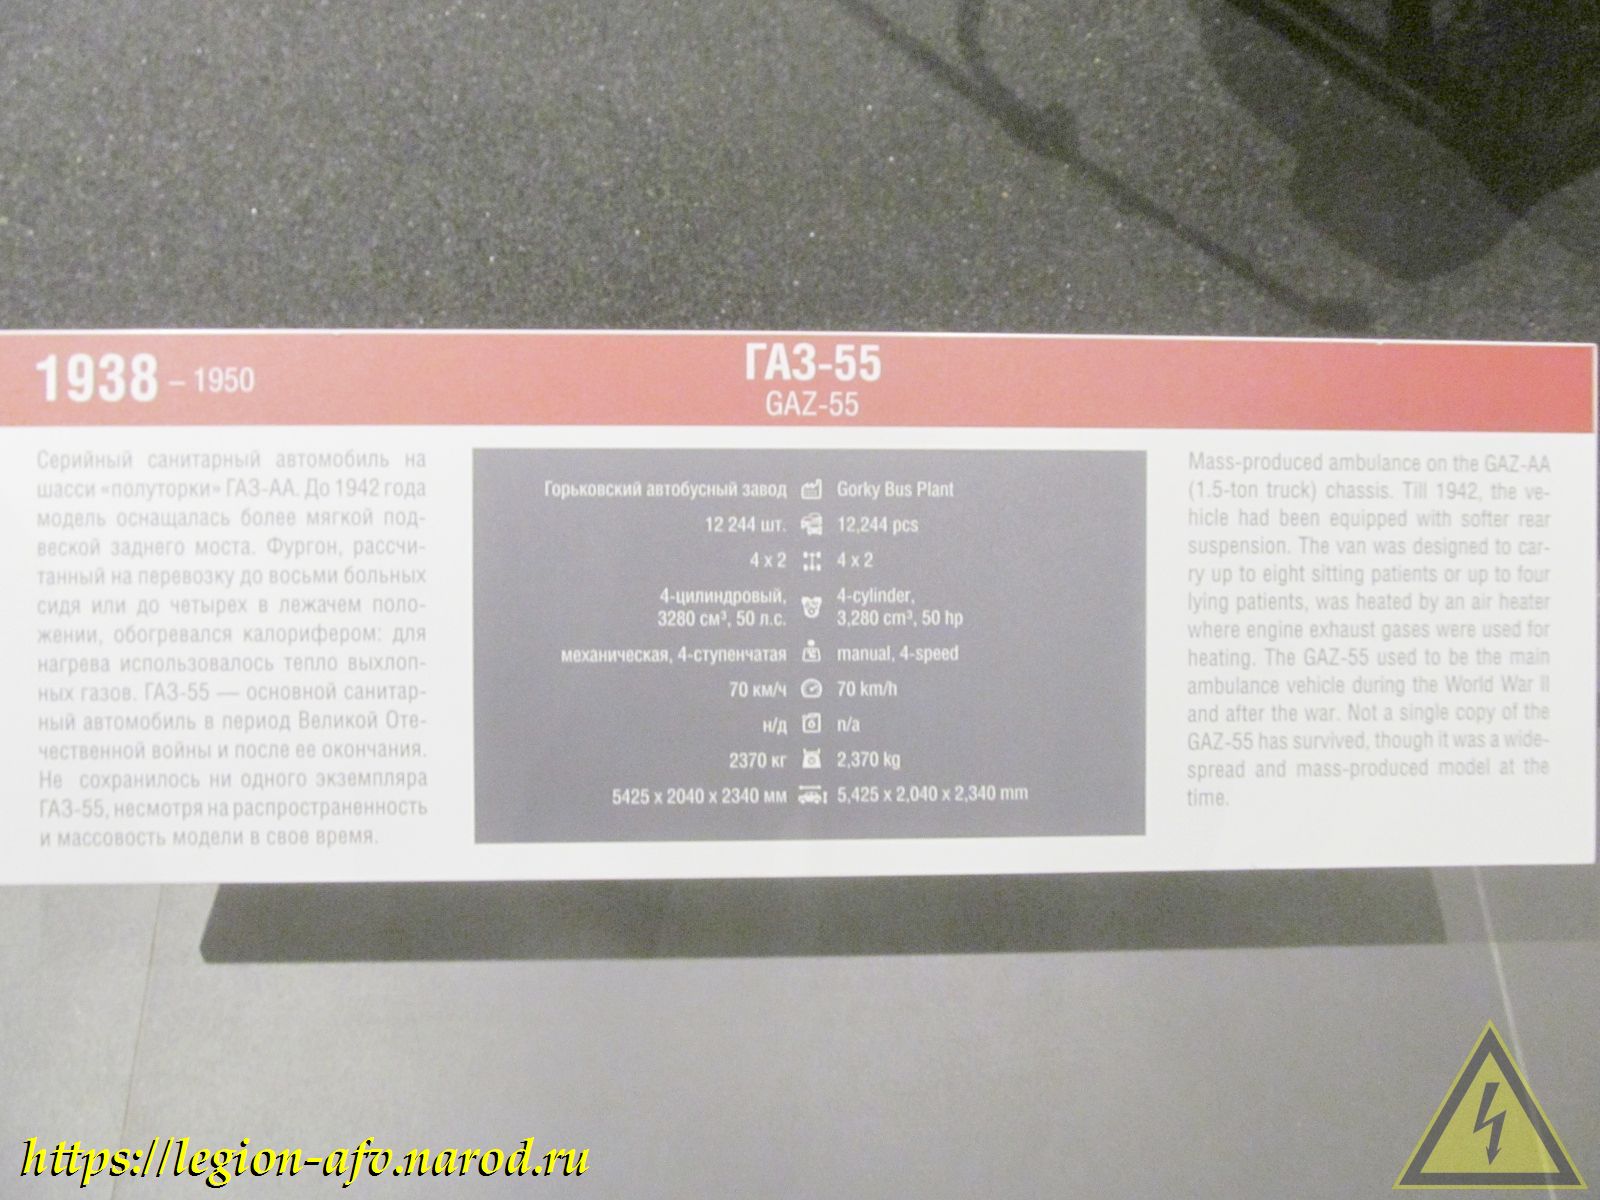 1938 – 1950
ГАЗ-55
GAZ-55
Серийный санитарный автомобиль на
шасси «полуторки» ГАЗ-АА. До 1942 года
модель оснащалась более мягкой под-
веской заднего моста. Фургон, рассчи-
танный на перевозку до восьми больных
сидя или до четырех в лежачем поло-
жении, обогревался калорифером: для
нагрева использовалось тепло выхлоп-
ных газов. ГАЗ-55 — основной санитар-
ный автомобиль в период Великой Оте-
чественной войны и после ее окончания.
Не сохранилось ни одного экземпляра
ГАЗ-55, несмотря на распространенность
и массовость модели в свое время.
Горьковский автобусный завод Gorky Bus Plant
12 244 шт. 12,244 pcs
4 x 2 4 x 2
4-цилиндровый, 4-cylinder,
3280 см³, 50 л.с. 3,280 cm³, 50 hp
механическая, 4-ступенчатая manual, 4-speed
70 км/ч 70 km/h
н/д n/a
2370 кг 2,370 kg
5425 x 2040 x 2340 мм 5,425 x 2,040 x 2,340 mm
Mass-produced ambulance on the GAZ-AA
(1.5-ton truck) chassis. Till 1942, the ve-
hicle had been equipped with softer rear
suspension. The van was designed to car-
ry up to eight sitting patients or up to four
lying patients, was heated by an air heater
where engine exhaust gases were used for
heating. The GAZ-55 used to be the main
ambulance vehicle during the World War II
and after the war. Not a single copy of the
GAZ-55 has survived, though it was a wide-
spread and mass-produced model at the
time.
https://legion-afv.narod.ru